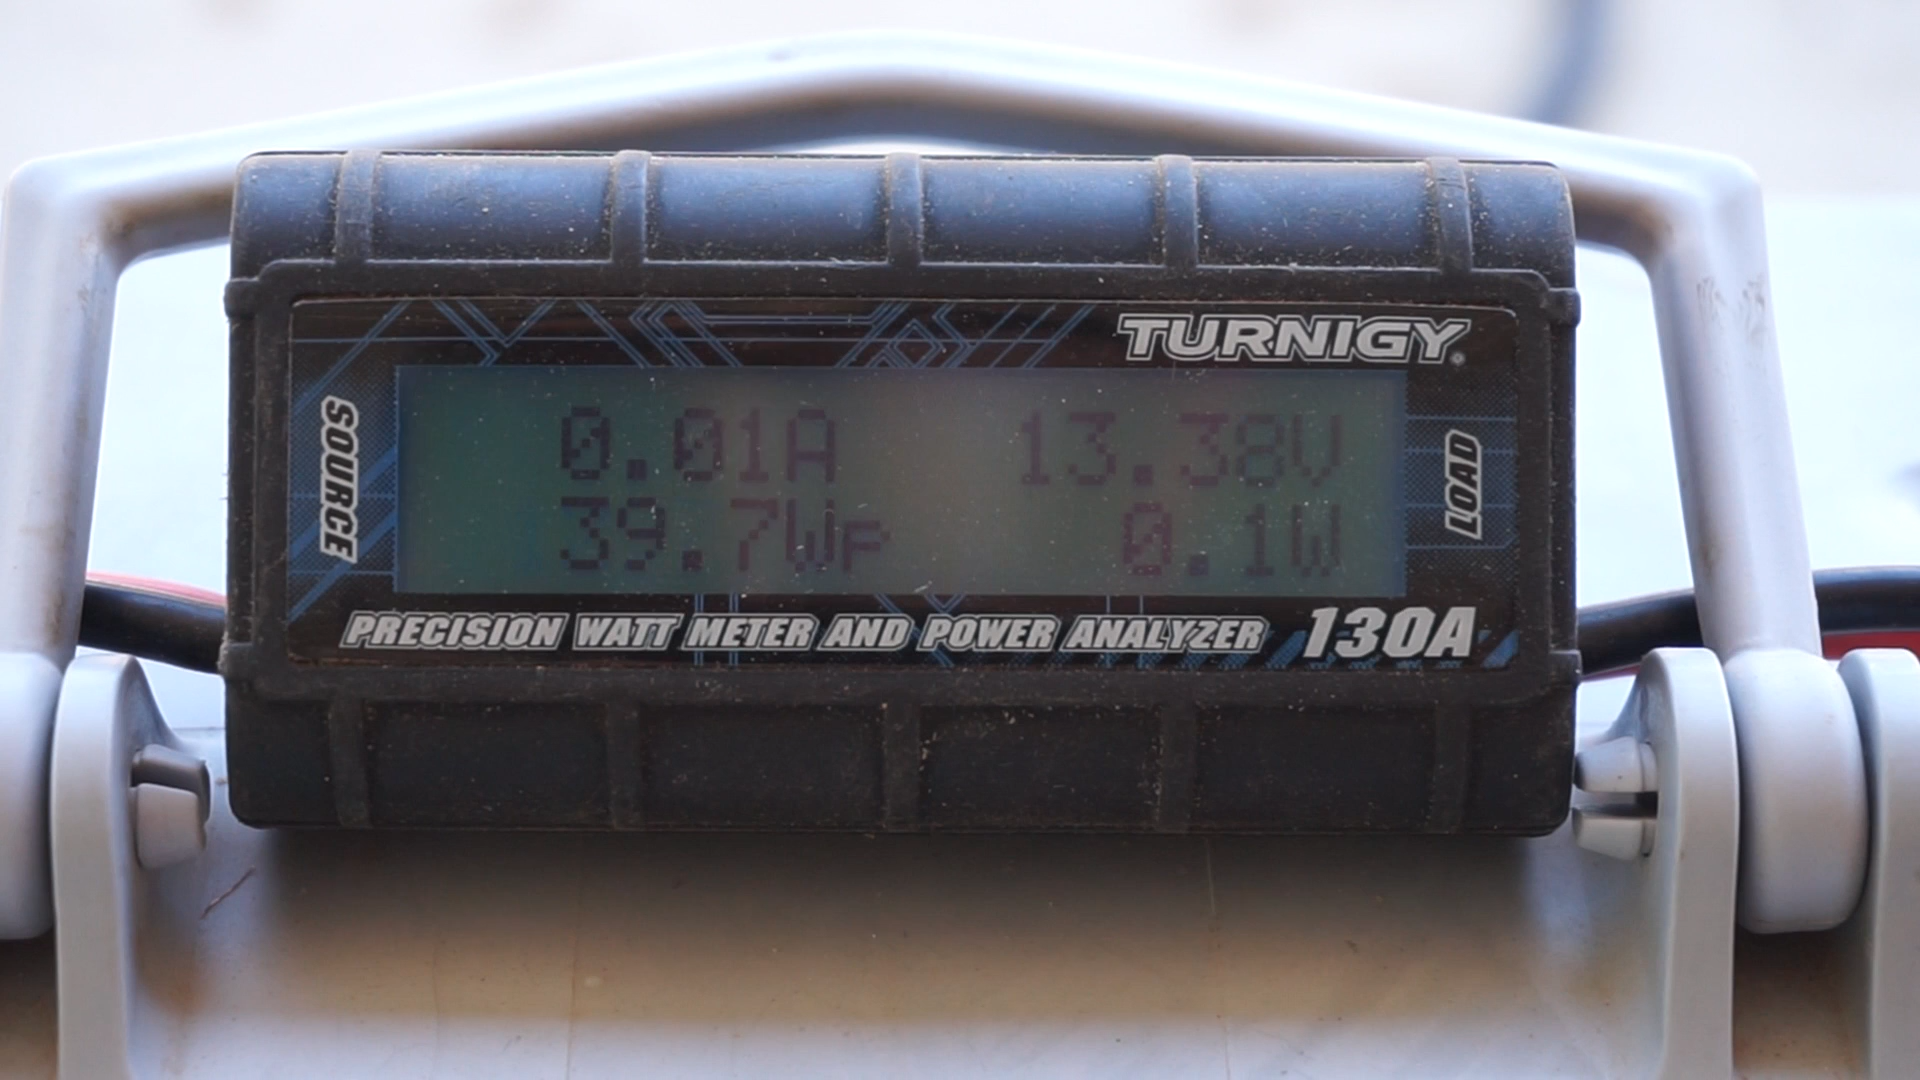 TURNIGY
SOURCE
0.01A 13.38V
39.7Wp 0.1W
LOAD
PRECISION WATT METER AND POWER ANALYZER 130A